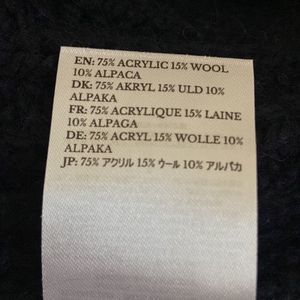 EN: 75% ACRYLIC 15% WOOL
10% ALPACA
DK: 75% AKRYL 15% ULD 10%
ALPAKA
FR: 75% ACRYLIQUE 15% LAINE
10% ALPAGA
DE: 75% ACRYL 15% WOLLE 10%
ALPAKA
JP: 75% アクリル 15% ウール 10% アルパカ